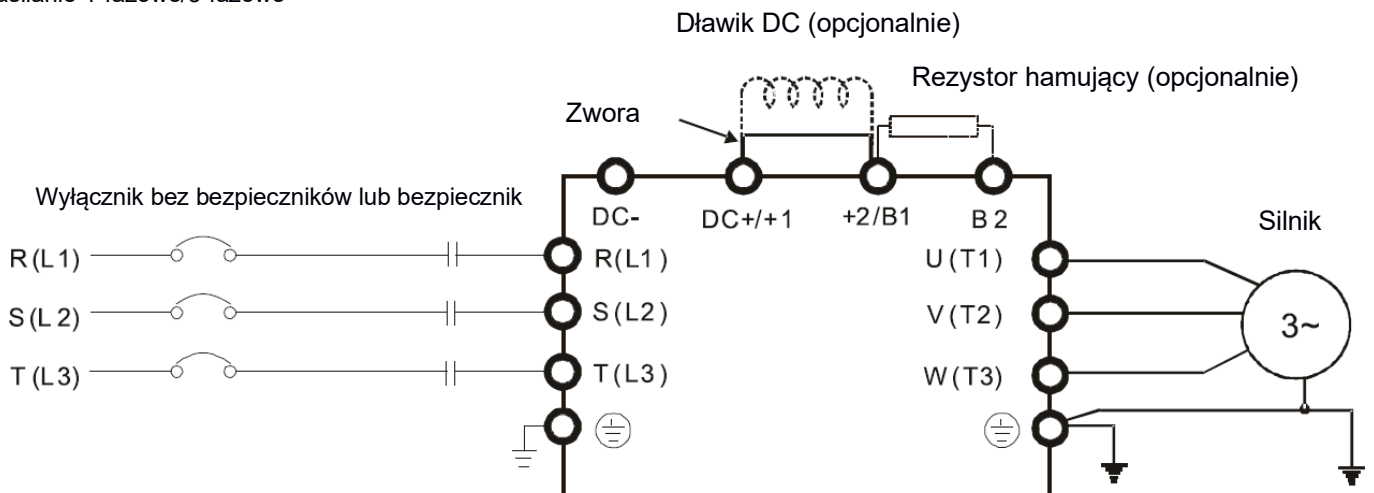 Dławik DC (opcjonalnie)
Rezystor hamujący (opcjonalnie)
Zwora
Wyłącznik bez bezpieczników lub bezpiecznik
DC-
DC+/+1
+2/B1
B2
Silnik
R(L1)
R(L1)
U(T1)
S(L2)
S(L2)
V(T2)
3~
T(L3)
T(L3)
W(T3)